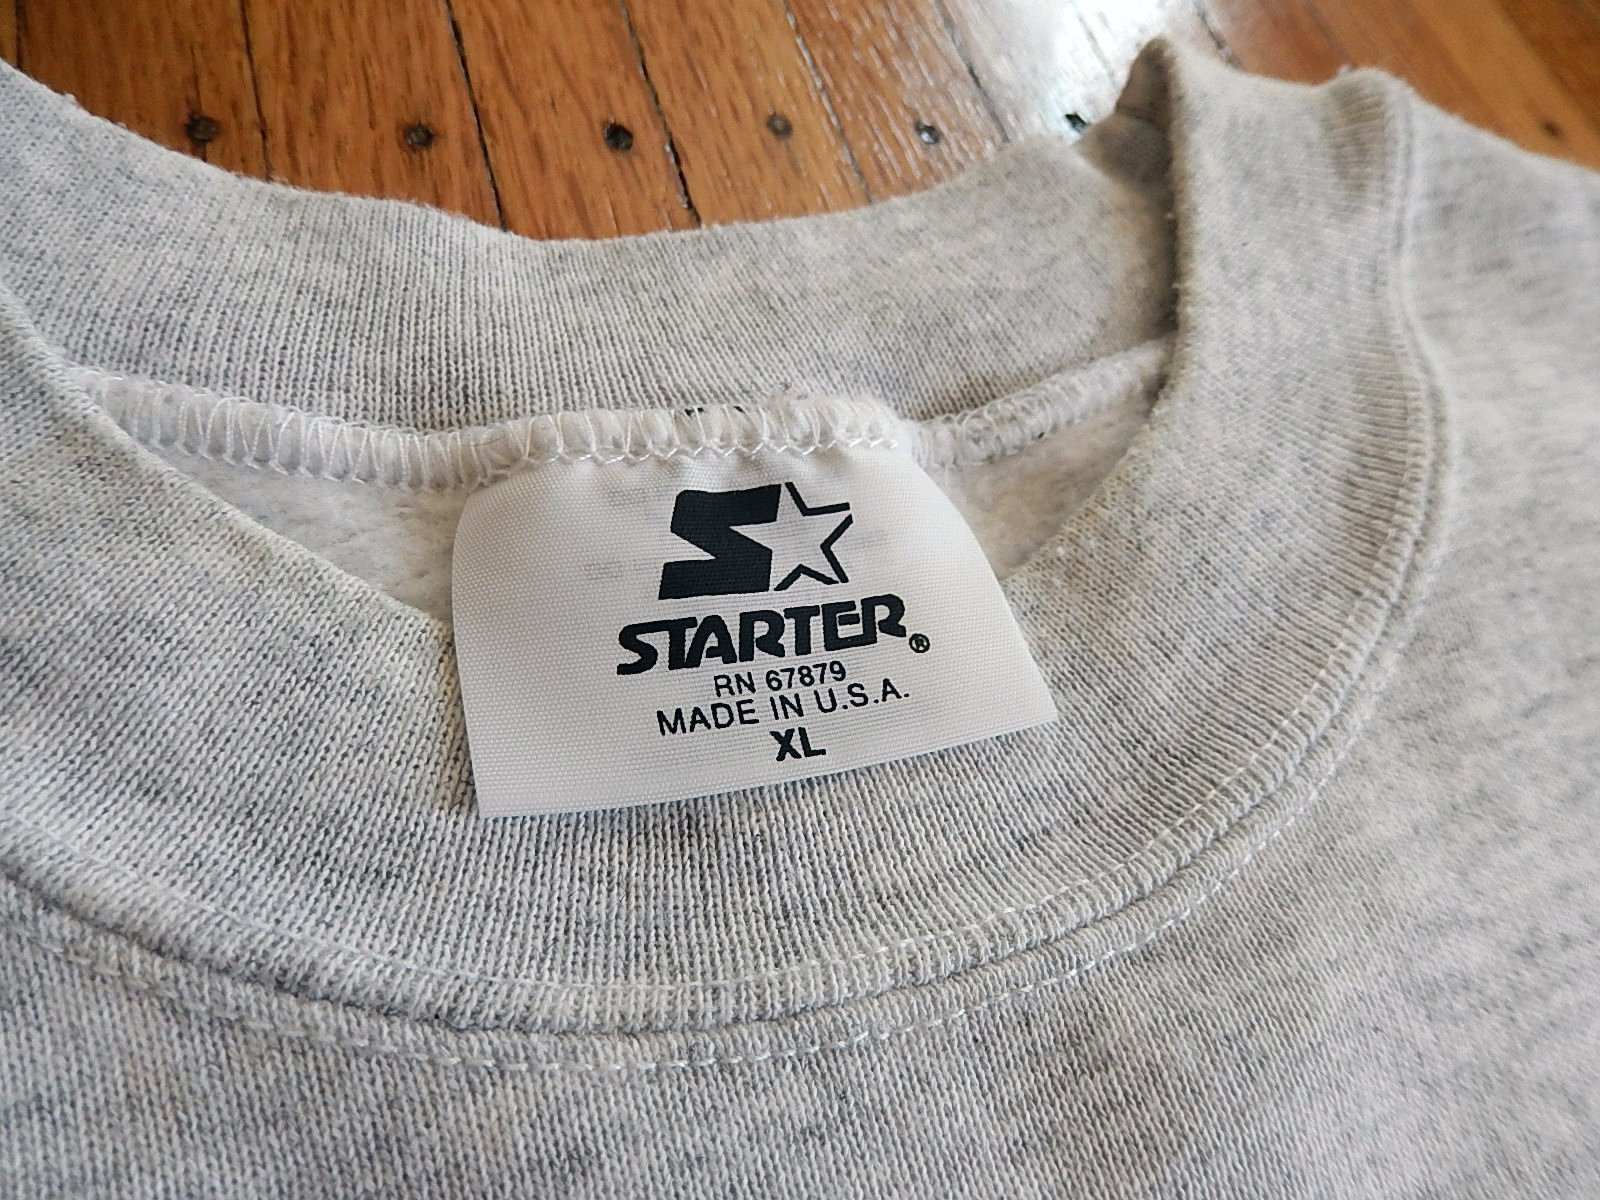 STARTER®
RN 67879
MADE IN U.S.A.
XL